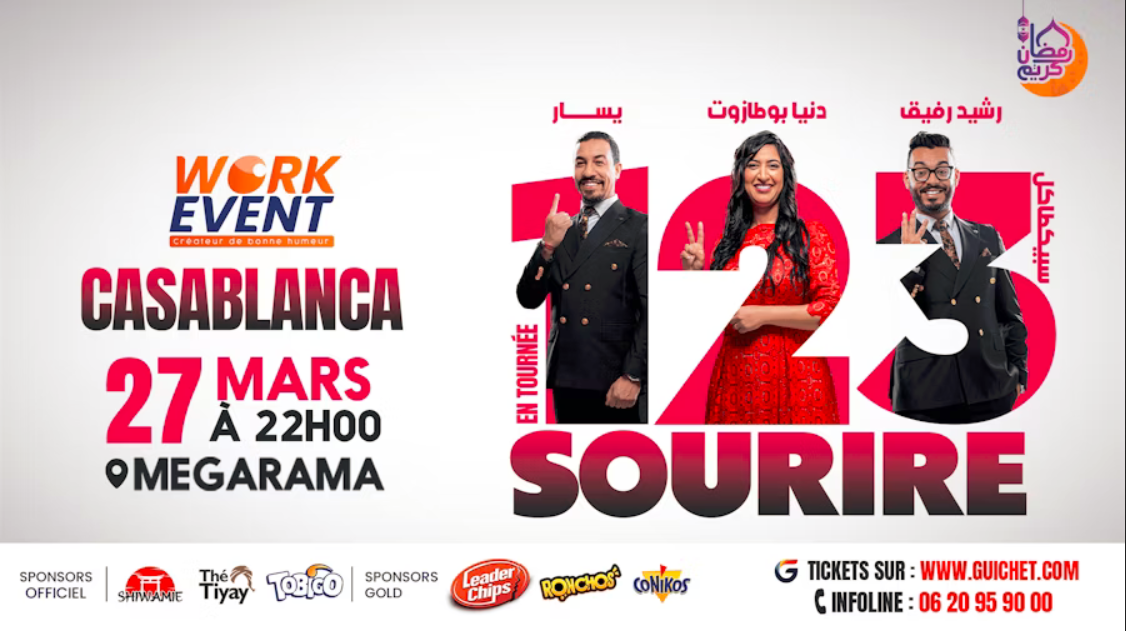 رمضان
كريم
WORK
EVENT
Créateur de bonne humeur
CASABLANCA
27 MARS
À 22H00
MEGARAMA
يســـار
دنيا بوطازوت
رشيد رفيق
123
سبيكطاكل
EN TOURNÉE
SOURIRE
SPONSORS
OFFICIEL
SHIWAMIE
Thé
Tiyay
TOBIGO
SPONSORS
GOLD
Leader
Chips
RONCHOS
CONIKOS
G TICKETS SUR : WWW.GUICHET.COM
INFOLINE : 06 20 95 90 00